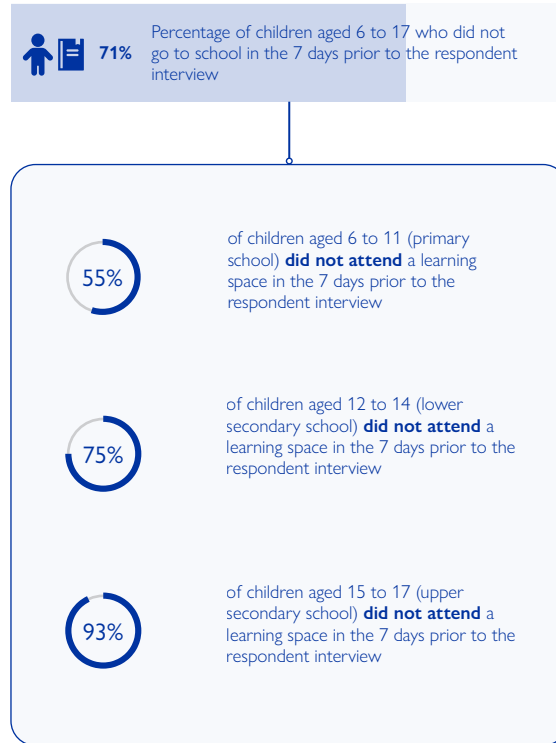 71%
Percentage of children aged 6 to 17 who did not
go to school in the 7 days prior to the respondent
interview
55%
of children aged 6 to 11 (primary
school) did not attend a learning
space in the 7 days prior to the
respondent interview
75%
of children aged 12 to 14 (lower
secondary school) did not attend a
learning space in the 7 days prior to the
respondent interview
93%
of children aged 15 to 17 (upper
secondary school) did not attend a
learning space in the 7 days prior to the
respondent interview